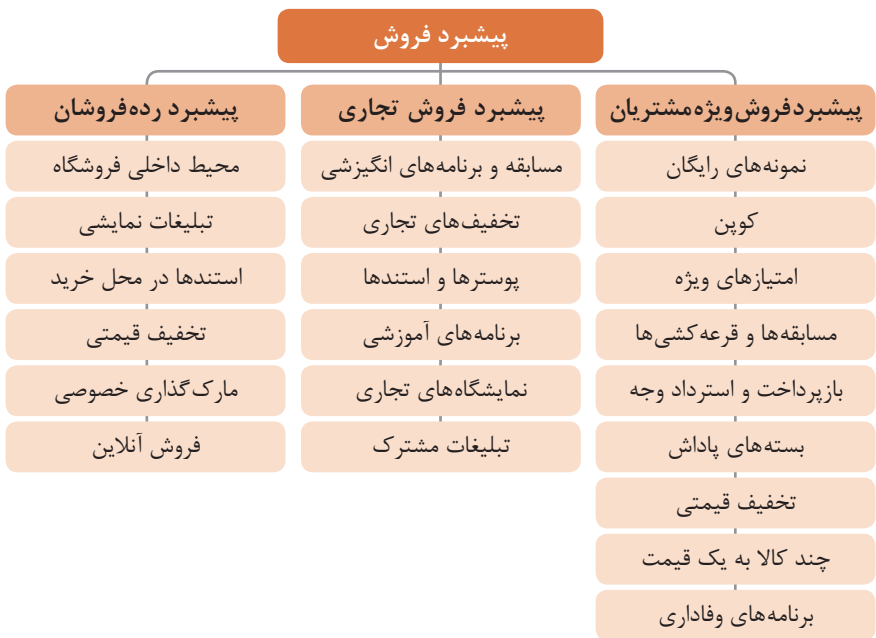 پیشبرد فروش
پیشبردفروش‌ویژه‌مشتریان
نمونه‌های رایگان
کوپن
امتیازهای ویژه
مسابقه‌ها و قرعه‌کشی‌ها
بازپرداخت و استرداد وجه
بسته‌های پاداش
تخفیف قیمتی
چند کالا به یک قیمت
برنامه‌های وفاداری
پیشبرد فروش تجاری
مسابقه و برنامه‌های انگیزشی
تخفیف‌های تجاری
پوسترها و استندها
برنامه‌های آموزشی
نمایشگاه‌های تجاری
تبلیغات مشترک
پیشبرد رده‌فروشان
محیط داخلی فروشگاه
تبلیغات نمایشی
استندها در محل خرید
تخفیف قیمتی
مارک‌گذاری خصوصی
فروش آنلاین